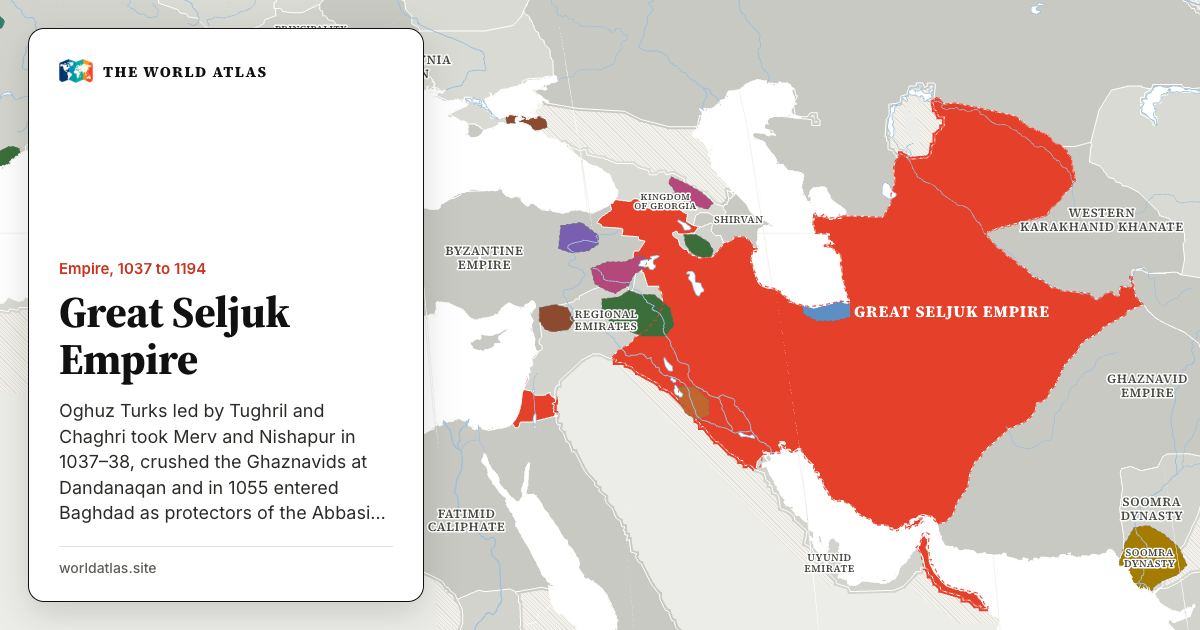 THE WORLD ATLAS
Empire, 1037 to 1194
Great Seljuk
Empire
Oghuz Turks led by Tughril and
Chaghri took Merv and Nishapur in
1037–38, crushed the Ghaznavids at
Dandanaqan and in 1055 entered
Baghdad as protectors of the Abbasi...
worldatlas.site
KINGDOM
OF GEORGIA
SHIRVAN
BYZANTINE
EMPIRE
REGIONAL
EMIRATES
GREAT SELJUK EMPIRE
WESTERN
KARAKHANID KHANATE
GHAZNAVID
EMPIRE
FATIMID
CALIPHATE
UYUNID
EMIRATE
SOOMRA
DYNASTY
SOOMRA
DYNASTY